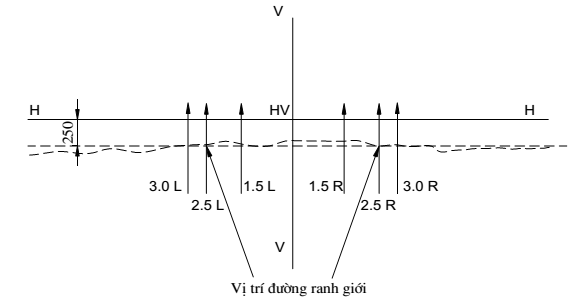 V
H HV H
250
3.0 L 1.5 L 1.5 R 3.0 R
2.5 L 2.5 R
V
Vị trí đường ranh giới